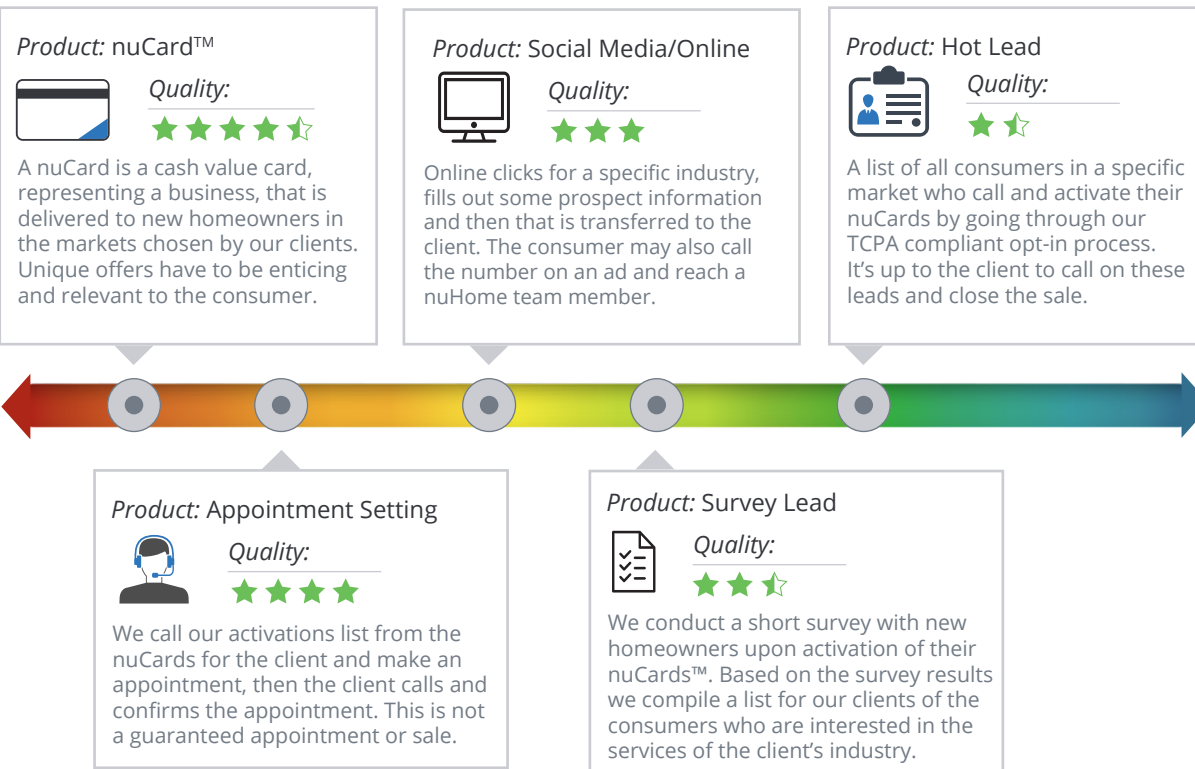 Product: nuCard™
Quality:
A nuCard is a cash value card,
representing a business, that is
delivered to new homeowners in
the markets chosen by our clients.
Unique offers have to be enticing
and relevant to the consumer.
Product: Social Media/Online
Quality:
Online clicks for a specific industry,
fills out some prospect information
and then that is transferred to the
client. The consumer may also call
the number on an ad and reach a
nuHome team member.
Product: Hot Lead
Quality:
A list of all consumers in a specific
market who call and activate their
nuCards by going through our
TCPA compliant opt-in process.
It’s up to the client to call on these
leads and close the sale.
Product: Appointment Setting
Quality:
We call our activations list from the
nuCards for the client and make an
appointment, then the client calls and
confirms the appointment. This is not
a guaranteed appointment or sale.
Product: Survey Lead
Quality:
We conduct a short survey with new
homeowners upon activation of their
nuCards™. Based on the survey results
we compile a list for our clients of the
consumers who are interested in the
services of the client’s industry.